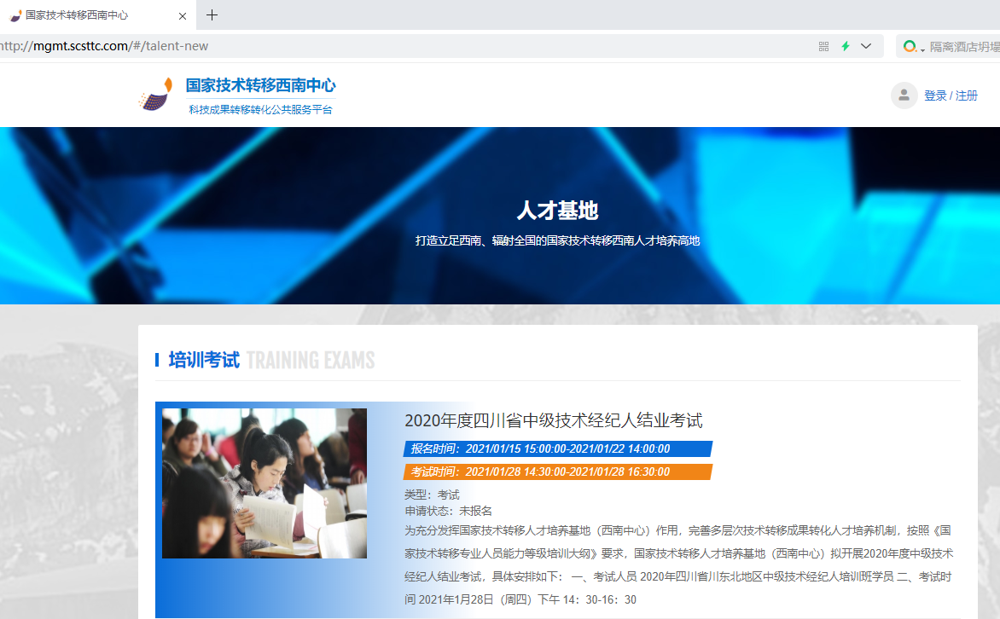 国家技术转移西南中心
http://mgmt.scsttc.com/#/talent-new
隔离酒店坍塌
国家技术转移西南中心
科技成果转移转化公共服务平台
登录 / 注册
人才基地
打造立足西南、辐射全国的国家技术转移西南人才培养高地
培训考试 TRAINING EXAMS
2020年度四川省中级技术经纪人结业考试
报名时间：2021/01/15 15:00:00-2021/01/22 14:00:00
考试时间：2021/01/28 14:30:00-2021/01/28 16:30:00
类型：考试
申请状态：未报名
为充分发挥国家技术转移人才培养基地（西南中心）作用，完善多层次技术转移成果转化人才培养机制，按照《国
家技术转移专业人员能力等级培训大纲》要求，国家技术转移人才培养基地（西南中心）拟开展2020年度中级技术
经纪人结业考试，具体安排如下： 一、考试人员 2020年四川省川东北地区中级技术经纪人培训班学员 二、考试时
间 2021年1月28日（周四）下午 14：30-16：30